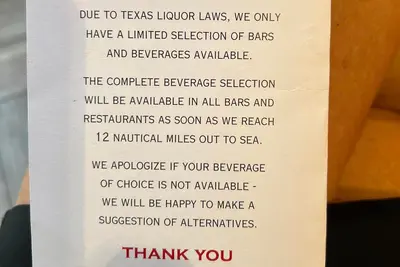 DUE TO TEXAS LIQUOR LAWS, WE ONLY
HAVE A LIMITED SELECTION OF BARS
AND BEVERAGES AVAILABLE.
THE COMPLETE BEVERAGE SELECTION
WILL BE AVAILABLE IN ALL BARS AND
RESTAURANTS AS SOON AS WE REACH
12 NAUTICAL MILES OUT TO SEA.
WE APOLOGIZE IF YOUR BEVERAGE
OF CHOICE IS NOT AVAILABLE -
WE WILL BE HAPPY TO MAKE A
SUGGESTION OF ALTERNATIVES.
THANK YOU